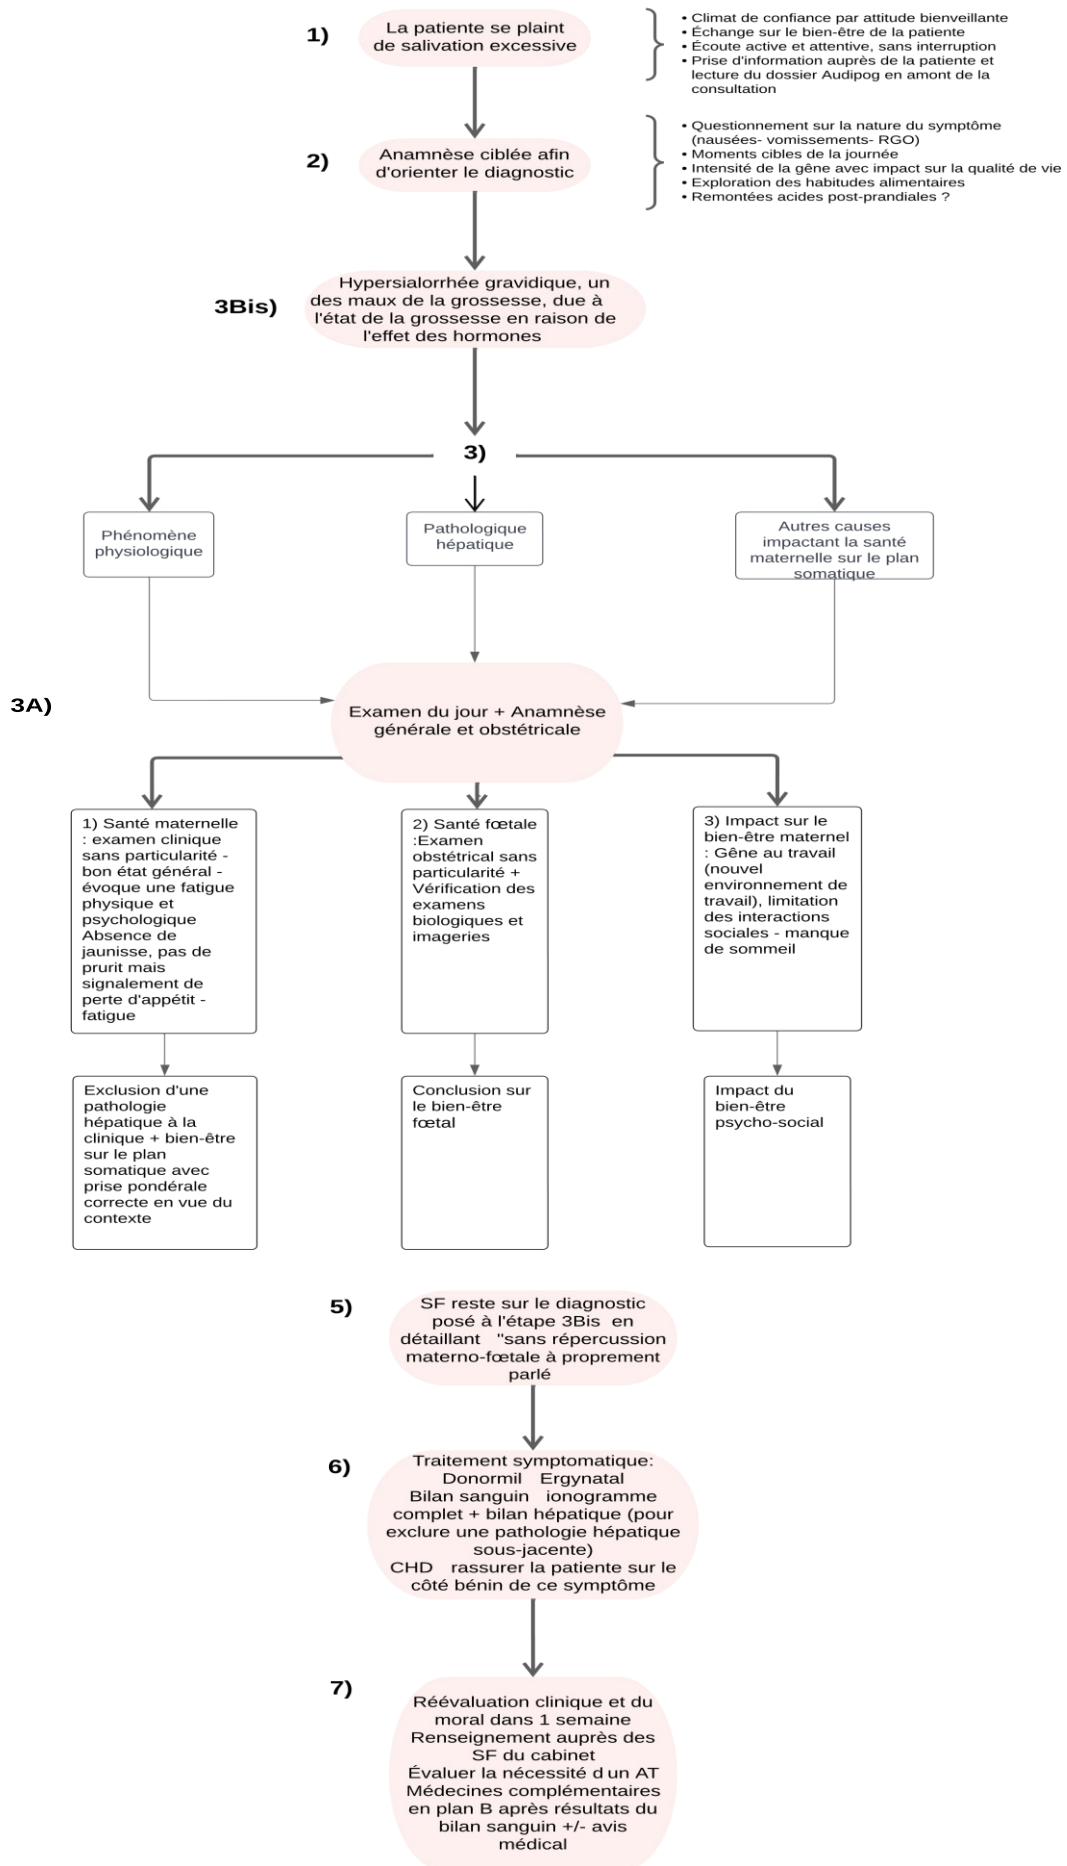 1)
La patiente se plaint
de salivation excessive
• Climat de confiance par attitude bienveillante
• Échange sur le bien-être de la patiente
• Écoute active et attentive, sans interruption
• Prise d'information auprès de la patiente et
lecture du dossier Audipog en amont de la
consultation
2)
Anamnèse ciblée afin
d'orienter le diagnostic
• Questionnement sur la nature du symptôme
(nausées- vomissements- RGO)
• Moments cibles de la journée
• Intensité de la gêne avec impact sur la qualité de vie
• Exploration des habitudes alimentaires
• Remontées acides post-prandiales ?
3Bis)
Hypersialorrhée gravidique, un
des maux de la grossesse, due à
l'état de la grossesse en raison de
l'effet des hormones
3)
Phénomène
physiologique
Pathologique
hépatique
Autres causes
impactant la santé
maternelle sur le plan
somatique
3A)
Examen du jour + Anamnèse
générale et obstétricale
1) Santé maternelle
: examen clinique
sans particularité -
bon état général -
évoque une fatigue
physique et
psychologique
Absence de
jaunisse, pas de
prurit mais
signalement de
perte d'appétit -
fatigue
2) Santé fœtale
:Examen
obstétrical sans
particularité +
Vérification des
examens
biologiques et
imageries
3) Impact sur le
bien-être maternel
: Gêne au travail
(nouvel
environnement de
travail), limitation
des interactions
sociales - manque
de sommeil
Exclusion d'une
pathologie
hépatique à la
clinique + bien-être
sur le plan
somatique avec
prise pondérale
correcte en vue du
contexte
Conclusion sur
le bien-être
fœtal
Impact du
bien-être
psycho-social
5)
SF reste sur le diagnostic
posé à l'étape 3Bis en
détaillant "sans répercussion
materno-fœtale à proprement
parlé
6)
Traitement symptomatique:
Donormil Ergynatal
Bilan sanguin ionogramme
complet + bilan hépatique (pour
exclure une pathologie hépatique
sous-jacente)
CHD rassurer la patiente sur le
côté bénin de ce symptôme
7)
Réévaluation clinique et du
moral dans 1 semaine
Renseignement auprès des
SF du cabinet
Évaluer la nécessité d un AT
Médecines complémentaires
en plan B après résultats du
bilan sanguin +/- avis
médical